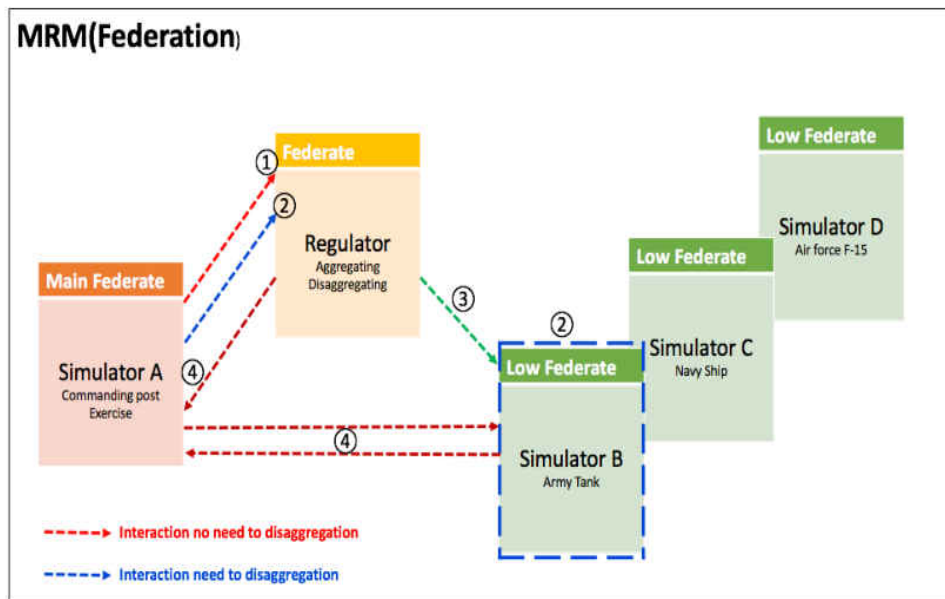 MRM(Federation)
Low Federate
Simulator D
Air force F-15
Federate
Regulator
Aggregating
Disaggregating
①
②
Low Federate
Simulator C
Navy Ship
Main Federate
Simulator A
Commanding post
Exercise
③
②
④
④
Low Federate
Simulator B
Army Tank
Interaction no need to disaggregation
Interaction need to disaggregation